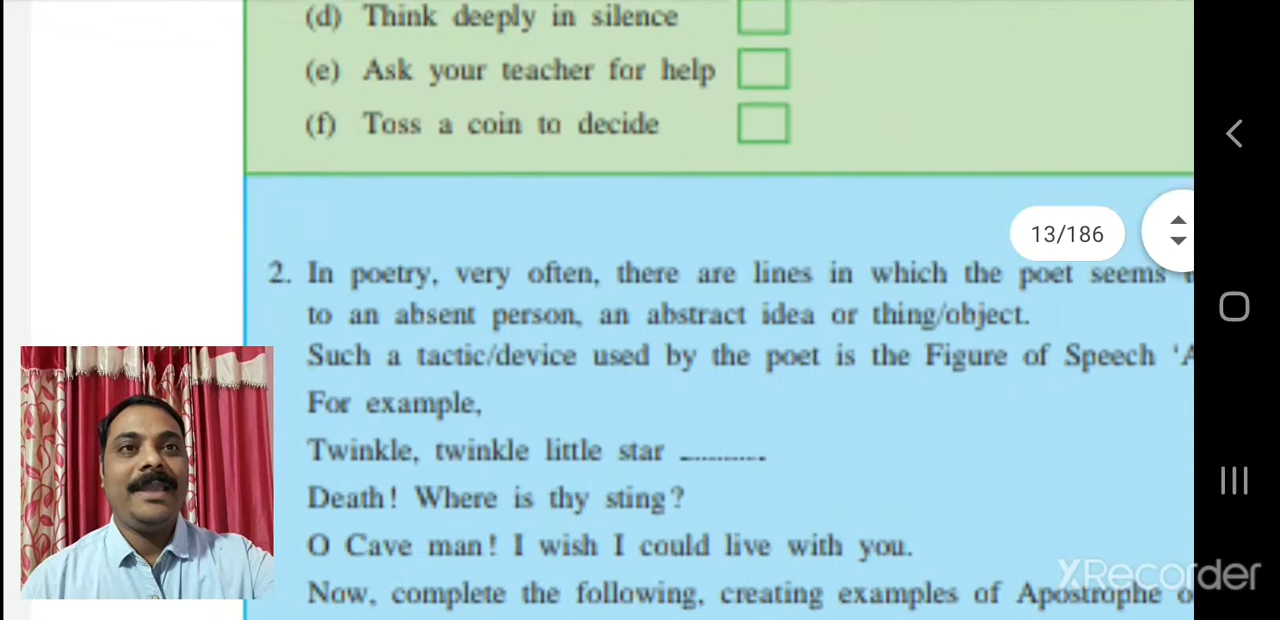 (d) Think deeply in silence
(e) Ask your teacher for help
(f) Toss a coin to decide
13/186
2. In poetry, very often, there are lines in which the poet seems
to an absent person, an abstract idea or thing/object.
Such a tactic/device used by the poet is the Figure of Speech 'A
For example,
Twinkle, twinkle little star ..........
Death! Where is thy sting?
O Cave man! I wish I could live with you.
Now, complete the following, creating examples of Apostrophe o
XRecorder